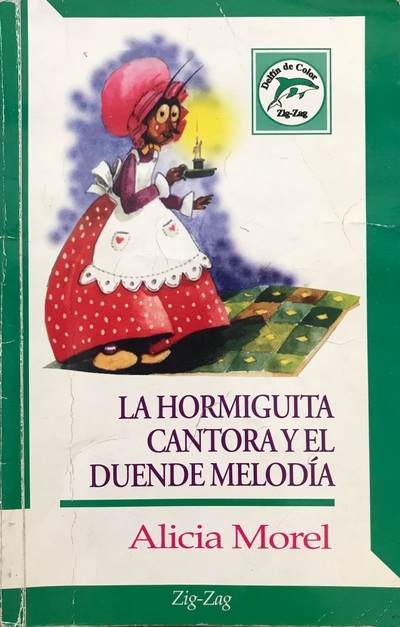 Delfín de Color
Zig-Zag
LA HORMIGUITA
CANTORA Y EL
DUENDE MELODÍA
Alicia Morel
Zig-Zag